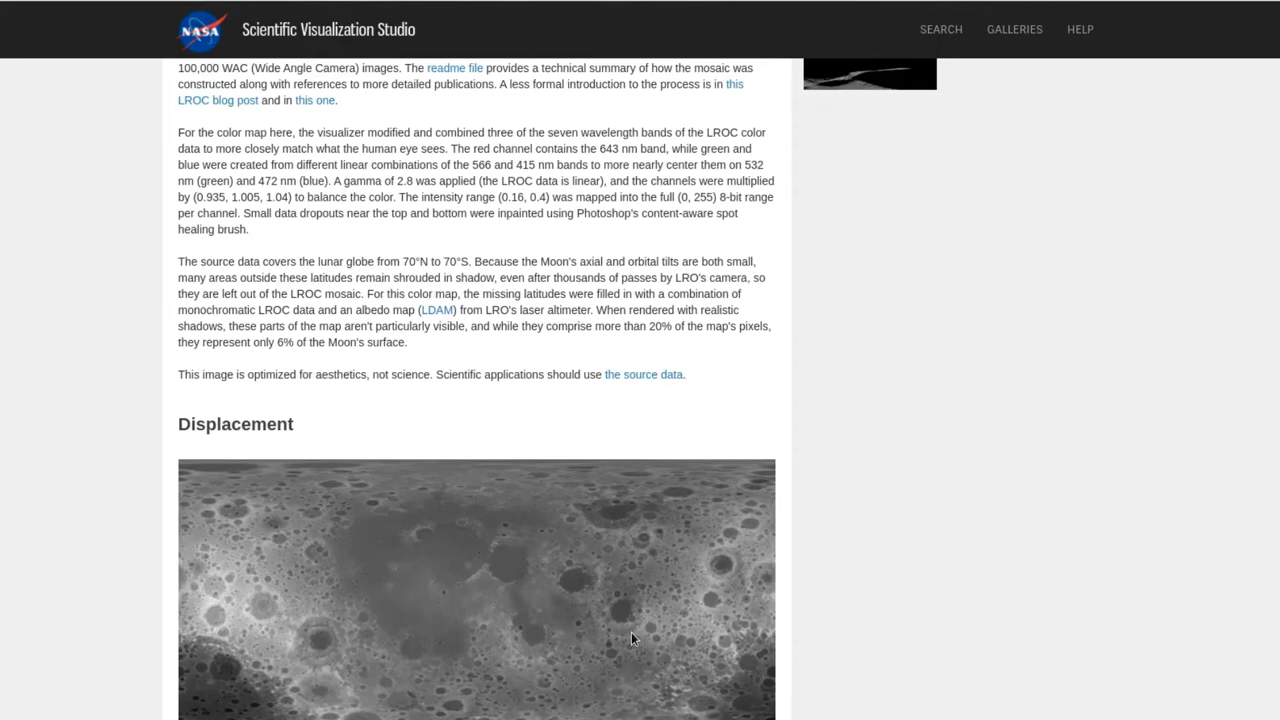 NASA
Scientific Visualization Studio
SEARCH
GALLERIES
HELP
100,000 WAC (Wide Angle Camera) images. The readme file provides a technical summary of how the mosaic was
constructed along with references to more detailed publications. A less formal introduction to the process is in this
LROC blog post and in this one.
For the color map here, the visualizer modified and combined three of the seven wavelength bands of the LROC color
data to more closely match what the human eye sees. The red channel contains the 643 nm band, while green and
blue were created from different linear combinations of the 566 and 415 nm bands to more nearly center them on 532
nm (green) and 472 nm (blue). A gamma of 2.8 was applied (the LROC data is linear), and the channels were multiplied
by (0.935, 1.005, 1.04) to balance the color. The intensity range (0.16, 0.4) was mapped into the full (0, 255) 8-bit range
per channel. Small data dropouts near the top and bottom were inpainted using Photoshop's content-aware spot
healing brush.
The source data covers the lunar globe from 70°N to 70°S. Because the Moon's axial and orbital tilts are both small,
many areas outside these latitudes remain shrouded in shadow, even after thousands of passes by LRO's camera, so
they are left out of the LROC mosaic. For this color map, the missing latitudes were filled in with a combination of
monochromatic LROC data and an albedo map (LDAM) from LRO's laser altimeter. When rendered with realistic
shadows, these parts of the map aren't particularly visible, and while they comprise more than 20% of the map's pixels,
they represent only 6% of the Moon's surface.
This image is optimized for aesthetics, not science. Scientific applications should use the source data.
Displacement